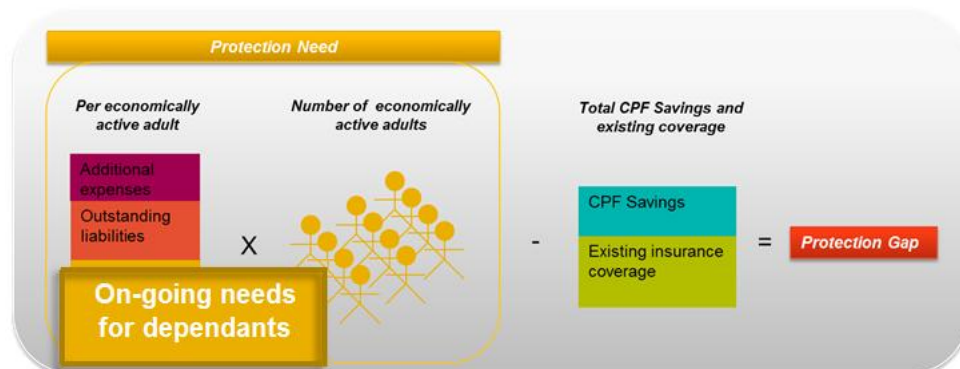 Protection Need
Per economically
active adult
Number of economically
active adults
Total CPF Savings and
existing coverage
Additional
expenses
Outstanding
liabilities
X
-
CPF Savings
Existing insurance
coverage
=
Protection Gap
On-going needs
for dependants